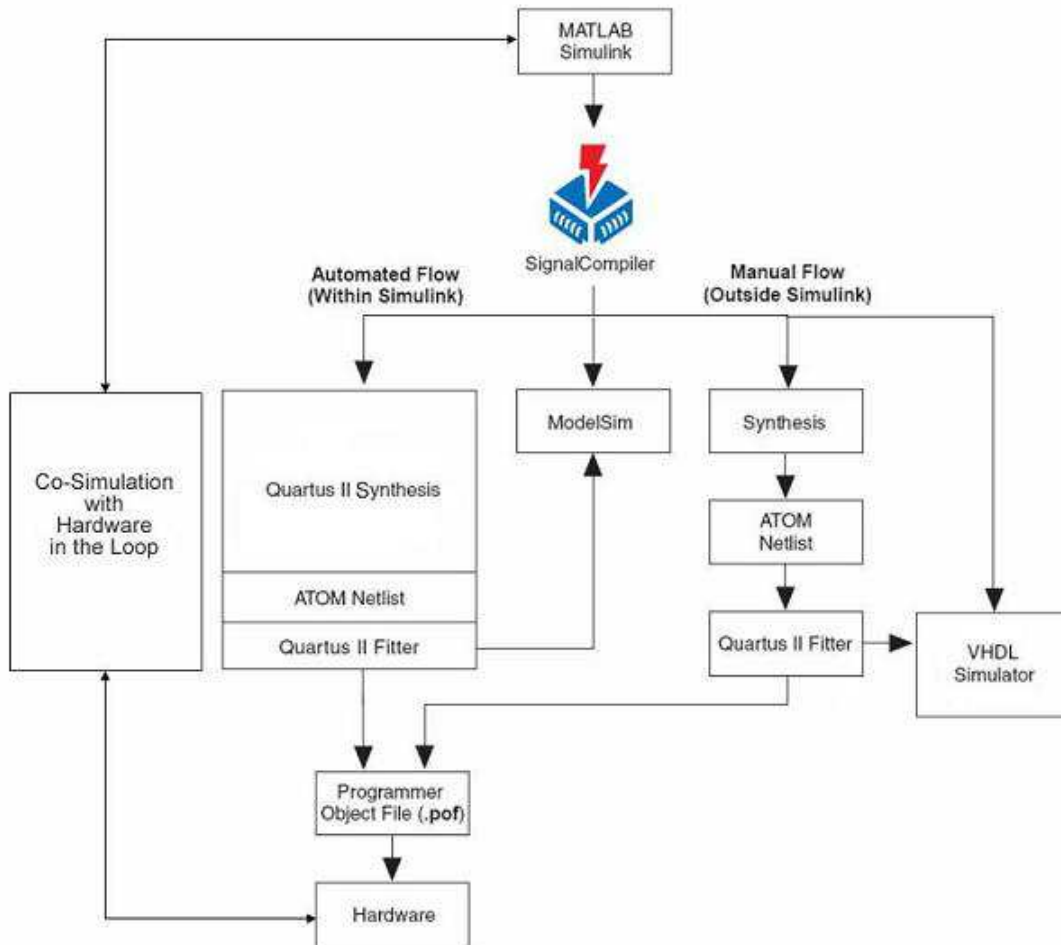 MATLAB
Simulink
SignalCompiler
Automated Flow
(Within Simulink)
Manual Flow
(Outside Simulink)
Co-Simulation
with
Hardware
in the Loop
Quartus II Synthesis
ATOM Netlist
Quartus II Fitter
ModelSim
Synthesis
ATOM
Netlist
Quartus II Fitter
VHDL
Simulator
Programmer
Object File (.pof)
Hardware